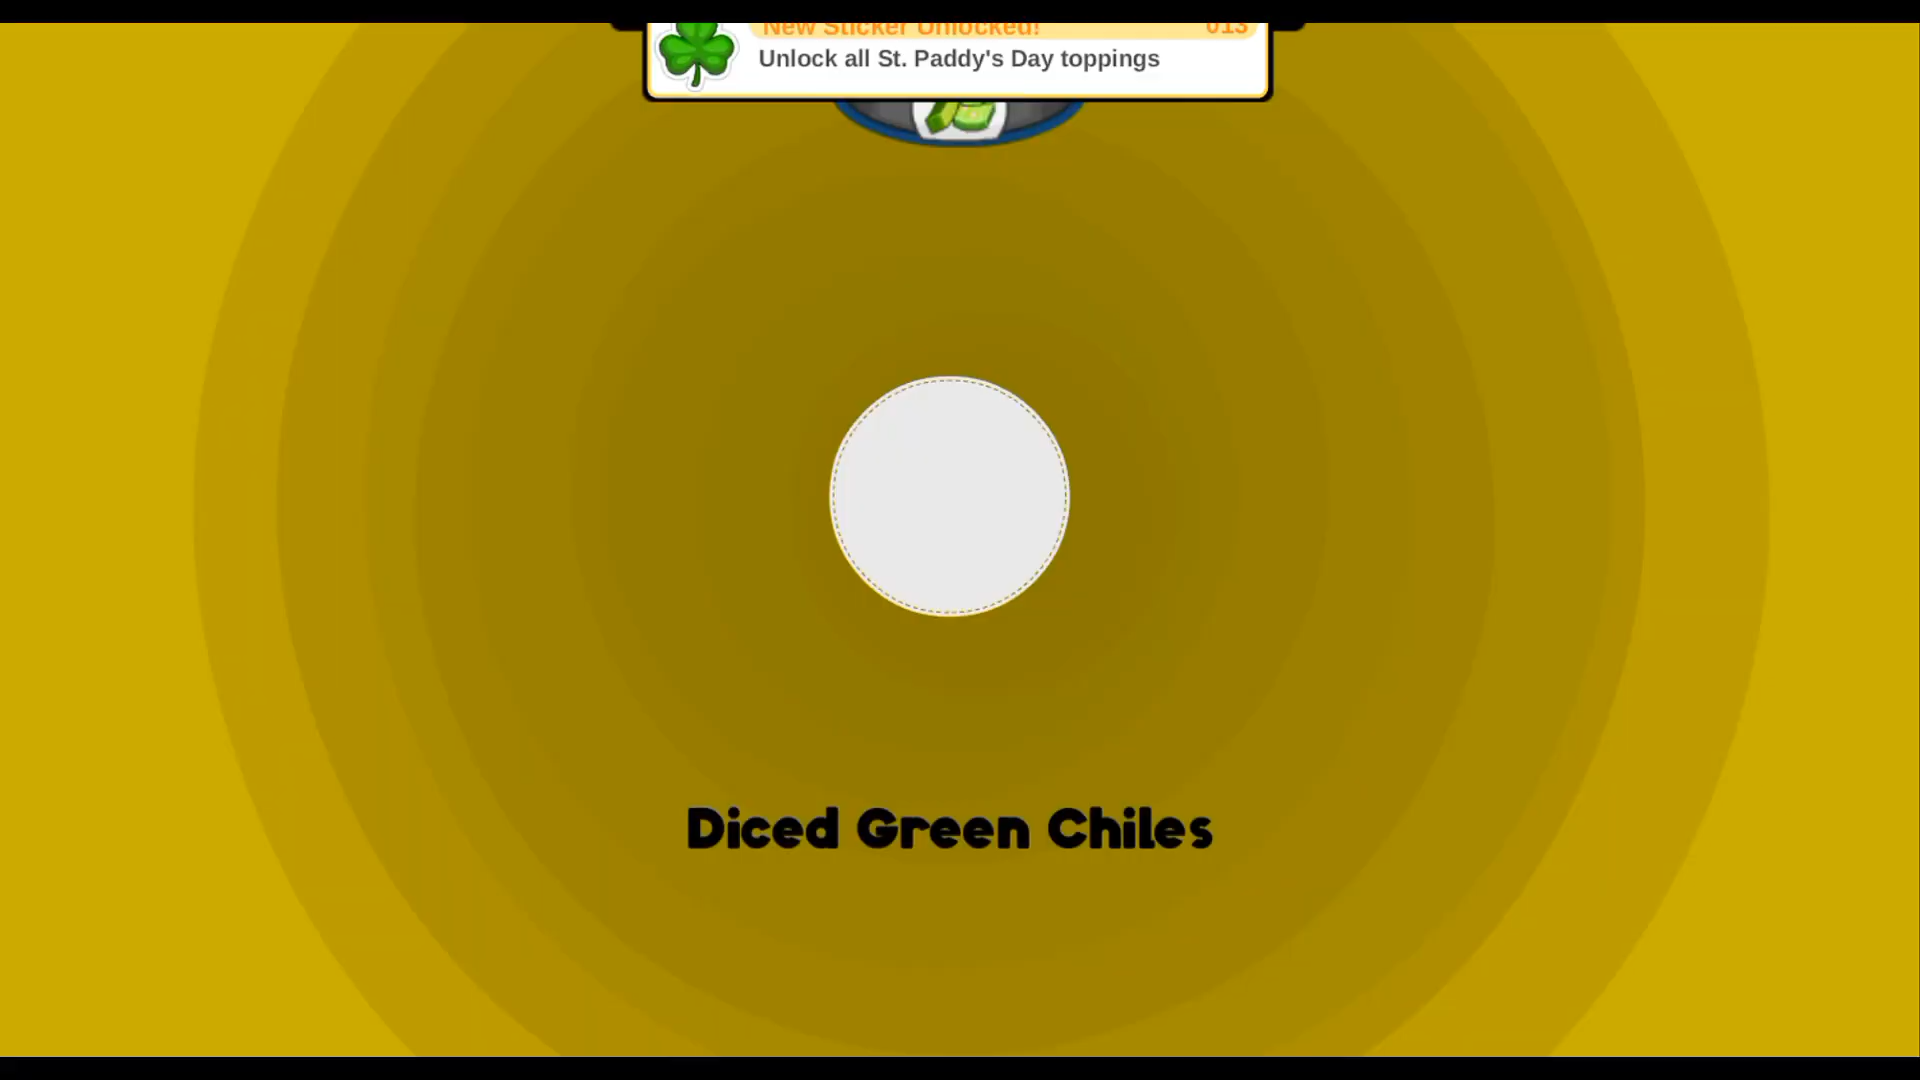 New Sticker Unlocked! 013
Unlock all St. Paddy's Day toppings
Diced Green Chiles